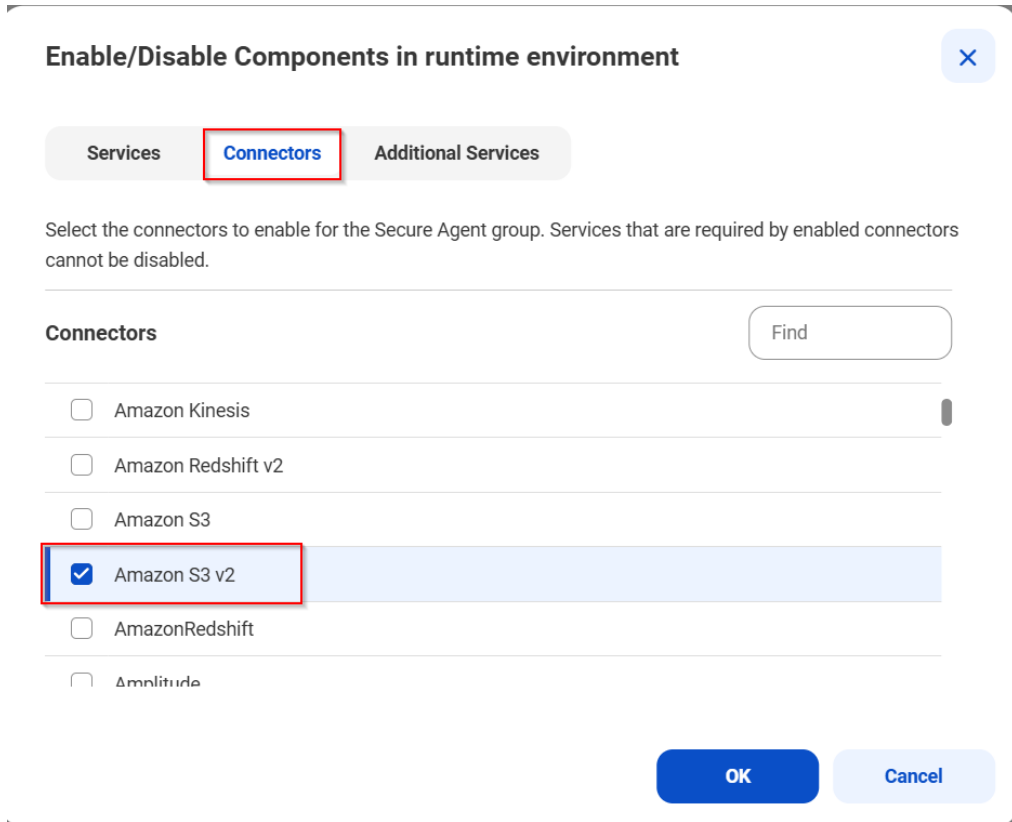 Enable/Disable Components in runtime environment
Services
Connectors
Additional Services
Select the connectors to enable for the Secure Agent group. Services that are required by enabled connectors
cannot be disabled.
Connectors
Find
Amazon Kinesis
Amazon Redshift v2
Amazon S3
Amazon S3 v2
AmazonRedshift
Amplitude
OK
Cancel